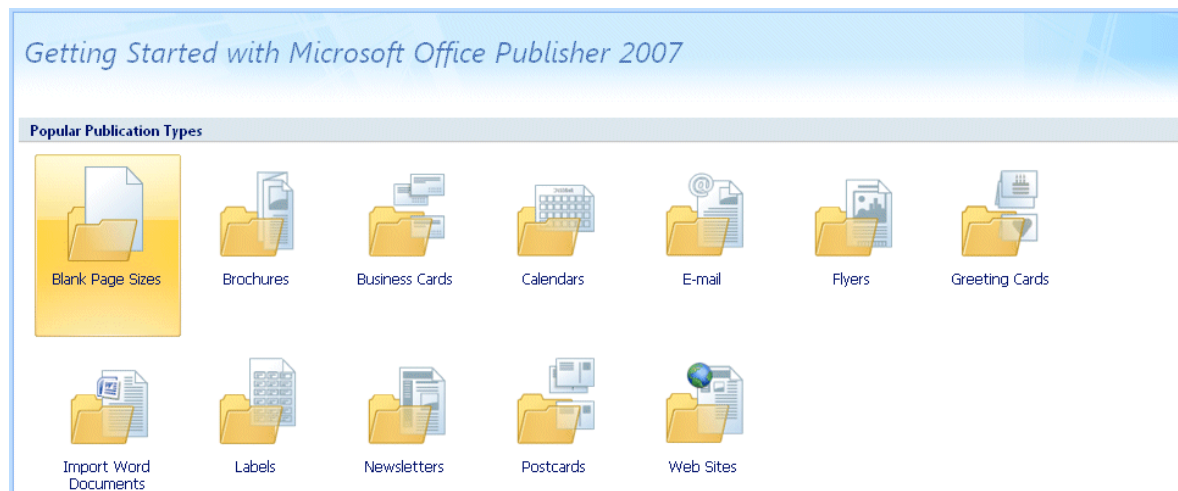 Getting Started with Microsoft Office Publisher 2007
Popular Publication Types
Blank Page Sizes
Brochures
Business Cards
Calendars
E-mail
Flyers
Greeting Cards
Import Word
Documents
Labels
Newsletters
Postcards
Web Sites